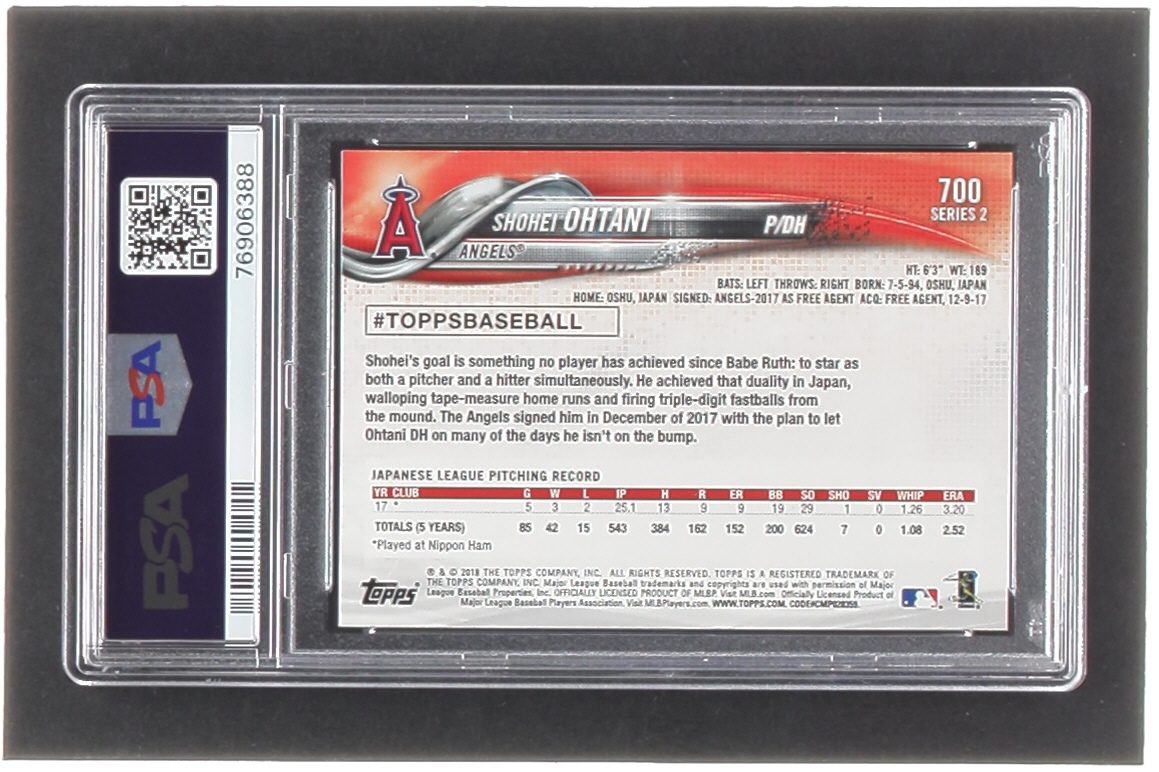 76906388
PSA
PSA
A
700
SERIES 2
SHOHEI OHTANI
P/DH
ANGELS®
HT: 6'3" WT: 189
BATS: LEFT THROWS: RIGHT BORN: 7-5-94, OSHU, JAPAN
HOME: OSHU, JAPAN SIGNED: ANGELS-2017 AS FREE AGENT ACQ: FREE AGENT, 12-9-17
#TOPPSBASEBALL
Shohei's goal is something no player has achieved since Babe Ruth: to star as
both a pitcher and a hitter simultaneously. He achieved that duality in Japan,
walloping tape-measure home runs and firing triple-digit fastballs from
the mound. The Angels signed him in December of 2017 with the plan to let
Ohtani DH on many of the days he isn't on the bump.
JAPANESE LEAGUE PITCHING RECORD
YR CLUB G W L IP H R ER BB SO SHO SV WHIP ERA
17 * 5 3 2 25.1 13 9 9 19 29 1 0 1.26 3.20
TOTALS (5 YEARS) 85 42 15 543 384 162 152 200 624 7 0 1.08 2.52
*Played at Nippon Ham
® & © 2018 THE TOPPS COMPANY, INC. ALL RIGHTS RESERVED. TOPPS IS A REGISTERED TRADEMARK OF
THE TOPPS COMPANY, INC. Major League Baseball trademarks and copyrights are used with permission of Major
League Baseball Properties, Inc. OFFICIALLY LICENSED PRODUCT OF MLBP. Visit MLB.com Officially Licensed Product of
Major League Baseball Players Association. Visit MLBPlayers.com. WWW.TOPPS.COM.
Topps